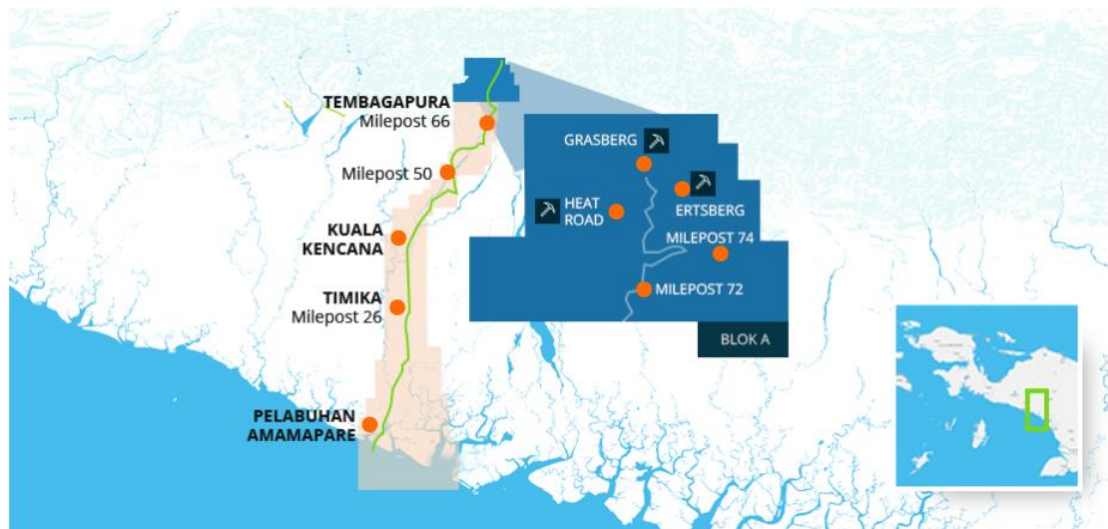 TEMBAGAPURA
Milepost 66
Milepost 50
KUALA
KENCANA
TIMIKA
Milepost 26
PELABUHAN
AMAMAPARE
GRASBERG
ERTSBERG
HEAT
ROAD
MILEPOST 74
MILEPOST 72
BLOK A